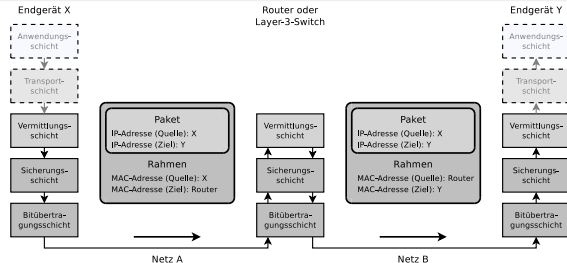 Endgerät X
Router oder
Layer-3-Switch
Endgerät Y
Anwendungs-
schicht
Transport-
schicht
Vermittlungs-
schicht
Sicherungs-
schicht
Bitübertra-
gungsschicht
Paket
IP-Adresse (Quelle): X
IP-Adresse (Ziel): Y
Rahmen
MAC-Adresse (Quelle): X
MAC-Adresse (Ziel): Router
Vermittlungs-
schicht
Sicherungs-
schicht
Bitübertra-
gungsschicht
Paket
IP-Adresse (Quelle): X
IP-Adresse (Ziel): Y
Rahmen
MAC-Adresse (Quelle): Router
MAC-Adresse (Ziel): Y
Anwendungs-
schicht
Transport-
schicht
Vermittlungs-
schicht
Sicherungs-
schicht
Bitübertra-
gungsschicht
Netz A
Netz B